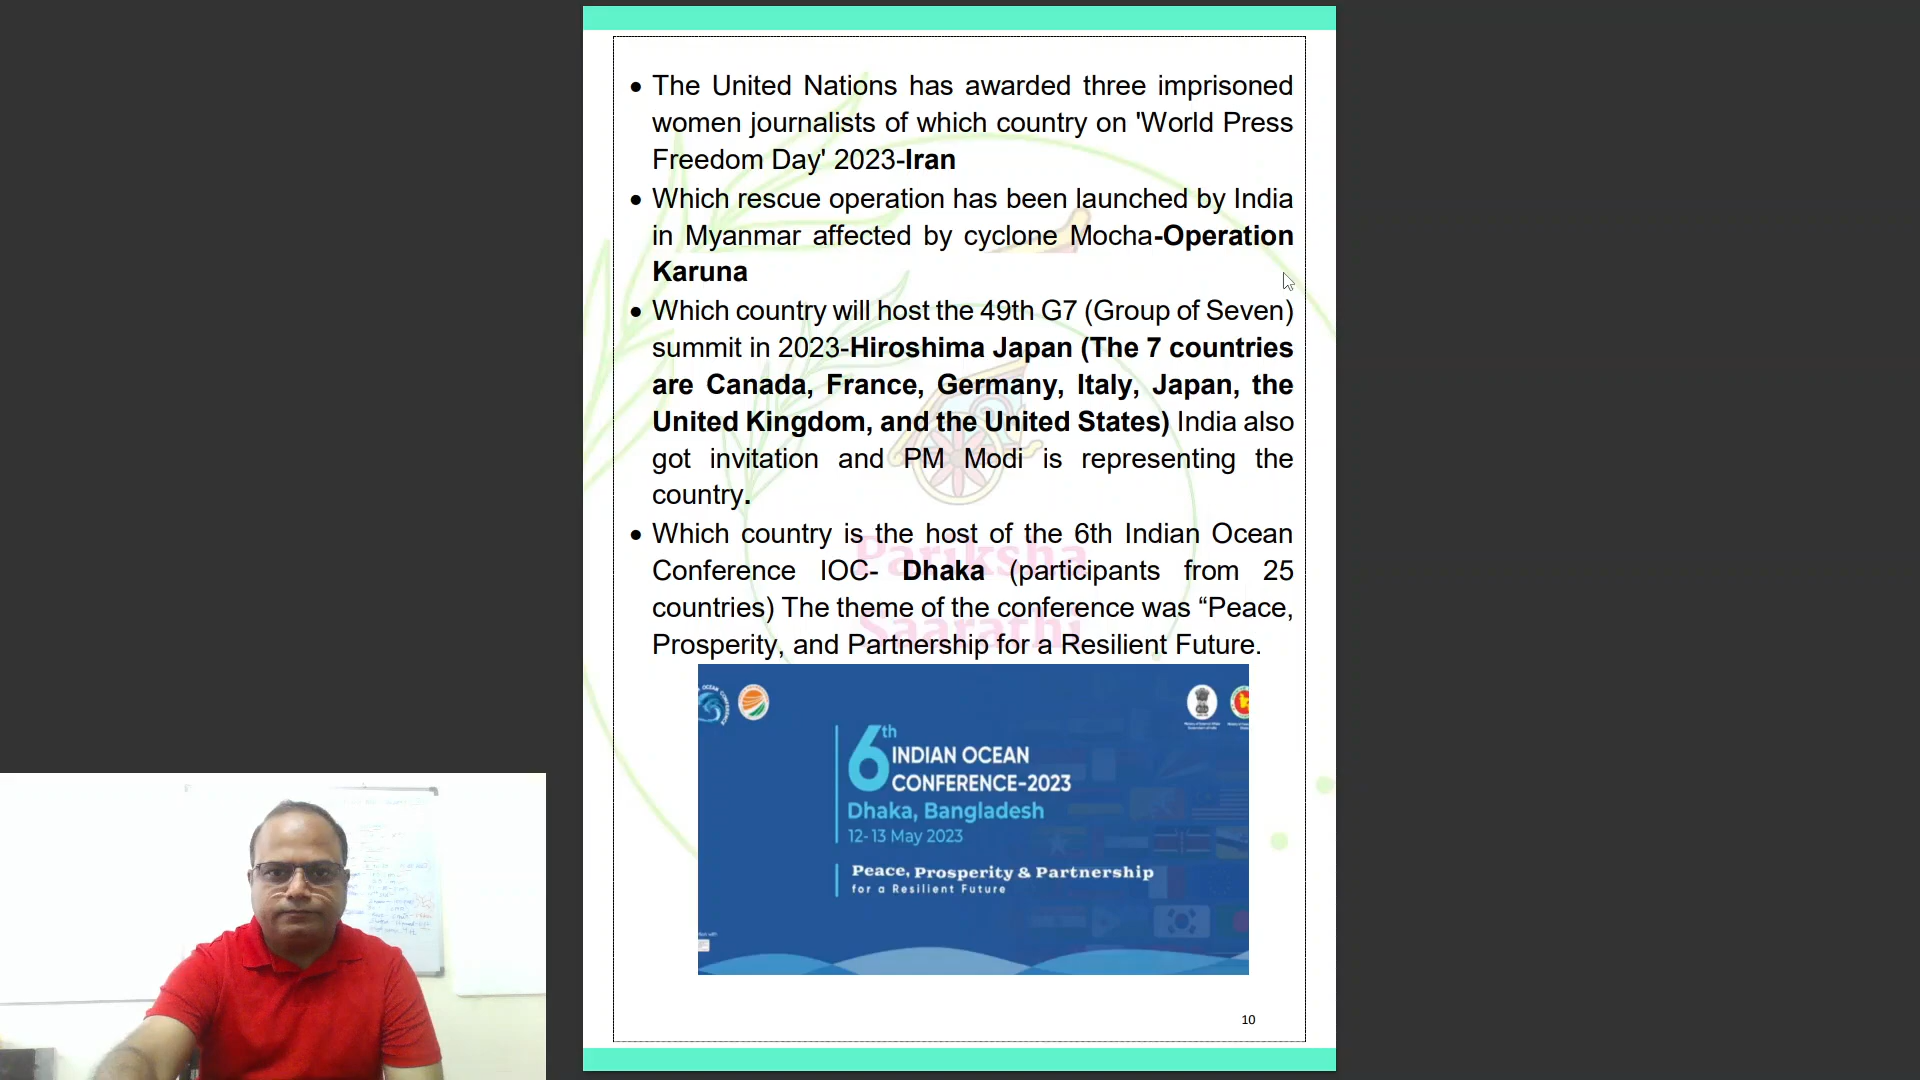 • The United Nations has awarded three imprisoned
women journalists of which country on 'World Press
Freedom Day' 2023-Iran
• Which rescue operation has been launched by India
in Myanmar affected by cyclone Mocha-Operation
Karuna
• Which country will host the 49th G7 (Group of Seven)
summit in 2023-Hiroshima Japan (The 7 countries
are Canada, France, Germany, Italy, Japan, the
United Kingdom, and the United States) India also
got invitation and PM Modi is representing the
country.
• Which country is the host of the 6th Indian Ocean
Conference IOC- Dhaka (participants from 25
countries) The theme of the conference was “Peace,
Prosperity, and Partnership for a Resilient Future.
Pariksha
Saarathi
6th
INDIAN OCEAN
CONFERENCE-2023
Dhaka, Bangladesh
12-13 May 2023
Peace, Prosperity & Partnership
for a Resilient Future
10